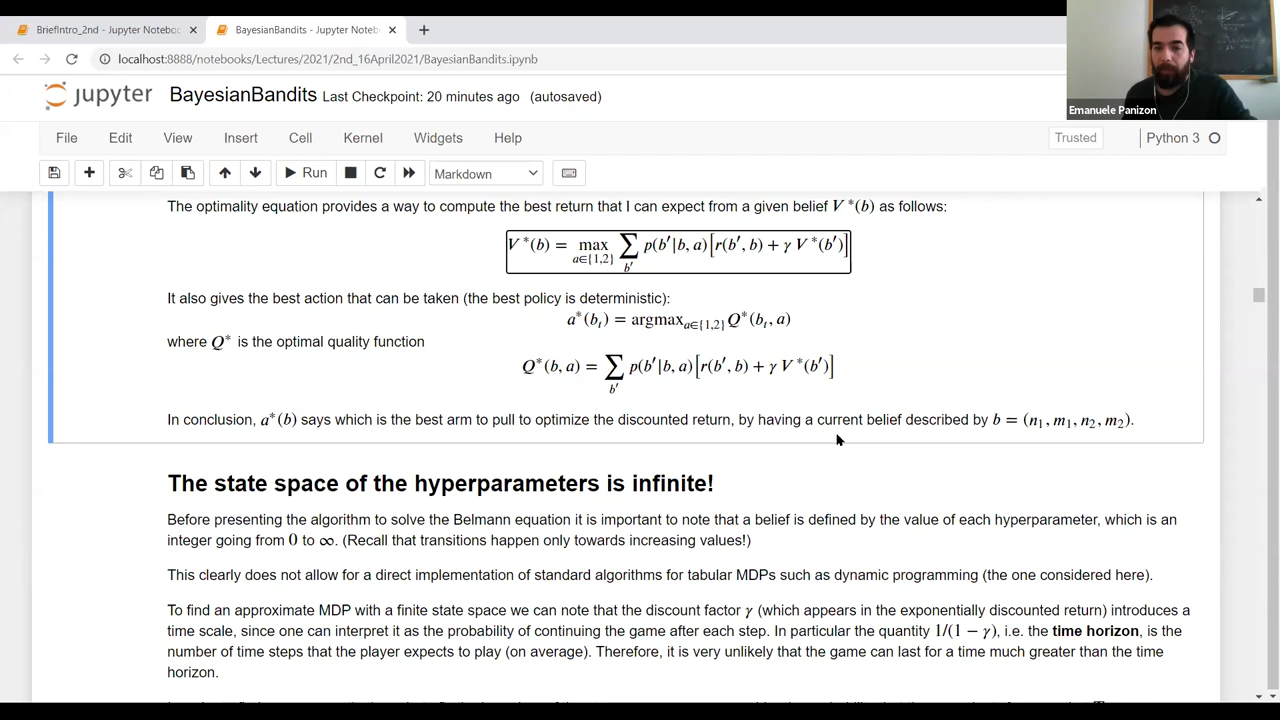 BriefIntro_2nd - Jupyter Notebo
BayesianBandits - Jupyter Noteb
localhost:8888/notebooks/Lectures/2021/2nd_16April2021/BayesianBandits.ipynb
Emanuele Panizon
jupyter BayesianBandits Last Checkpoint: 20 minutes ago (autosaved)
File Edit View Insert Cell Kernel Widgets Help Trusted Python 3
Run Markdown
The optimality equation provides a way to compute the best return that I can expect from a given belief V*(b) as follows:
V*(b) = max_{a∈{1,2}} ∑_{b'} p(b'|b, a)[r(b', b) + γ V*(b')]
It also gives the best action that can be taken (the best policy is deterministic):
a*(b_t) = argmax_{a∈{1,2}} Q*(b_t, a)
where Q* is the optimal quality function
Q*(b, a) = ∑_{b'} p(b'|b, a)[r(b', b) + γ V*(b')]
In conclusion, a*(b) says which is the best arm to pull to optimize the discounted return, by having a current belief described by b = (n₁, m₁, n₂, m₂).
The state space of the hyperparameters is infinite!
Before presenting the algorithm to solve the Belmann equation it is important to note that a belief is defined by the value of each hyperparameter, which is an
integer going from 0 to ∞. (Recall that transitions happen only towards increasing values!)
This clearly does not allow for a direct implementation of standard algorithms for tabular MDPs such as dynamic programming (the one considered here).
To find an approximate MDP with a finite state space we can note that the discount factor γ (which appears in the exponentially discounted return) introduces a
time scale, since one can interpret it as the probability of continuing the game after each step. In particular the quantity 1/(1 − γ), i.e. the time horizon, is the
number of time steps that the player expects to play (on average). Therefore, it is very unlikely that the game can last for a time much greater than the time
horizon.